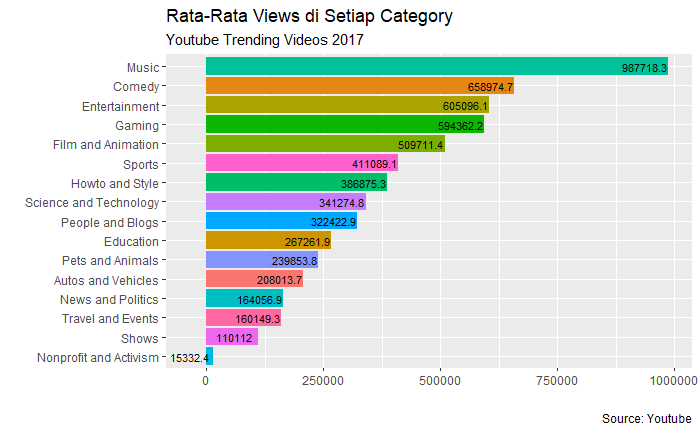 Rata-Rata Views di Setiap Category
Youtube Trending Videos 2017
Music 987718.3
Comedy 658974.7
Entertainment 605096.1
Gaming 594362.2
Film and Animation 509711.4
Sports 411089.1
Howto and Style 386875.3
Science and Technology 341274.8
People and Blogs 322422.9
Education 267261.9
Pets and Animals 239853.8
Autos and Vehicles 208013.7
News and Politics 164056.9
Travel and Events 160149.3
Shows 110112
Nonprofit and Activism 15332.4
0 250000 500000 750000 1000000
Source: Youtube